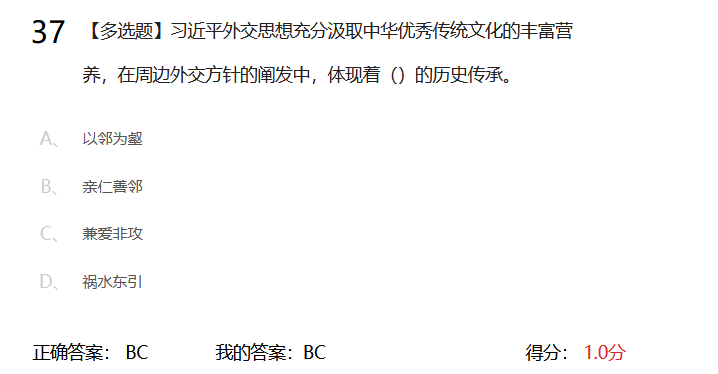 37 【多选题】习近平外交思想充分汲取中华优秀传统文化的丰富营
养，在周边外交方针的阐发中，体现着（）的历史传承。
A、 以邻为壑
B、 亲仁善邻
C、 兼爱非攻
D、 祸水东引
正确答案： BC 我的答案：BC 得分： 1.0分